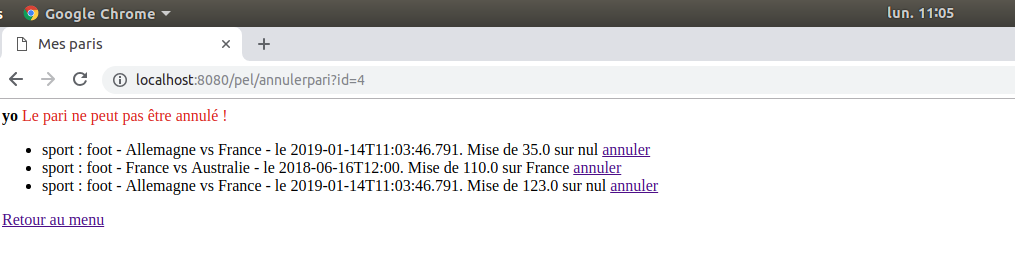 s Google Chrome lun. 11:05
Mes paris
localhost:8080/pel/annulerpari?id=4
yo Le pari ne peut pas être annulé !
sport : foot - Allemagne vs France - le 2019-01-14T11:03:46.791. Mise de 35.0 sur nul annuler
sport : foot - France vs Australie - le 2018-06-16T12:00. Mise de 110.0 sur France annuler
sport : foot - Allemagne vs France - le 2019-01-14T11:03:46.791. Mise de 123.0 sur nul annuler
Retour au menu